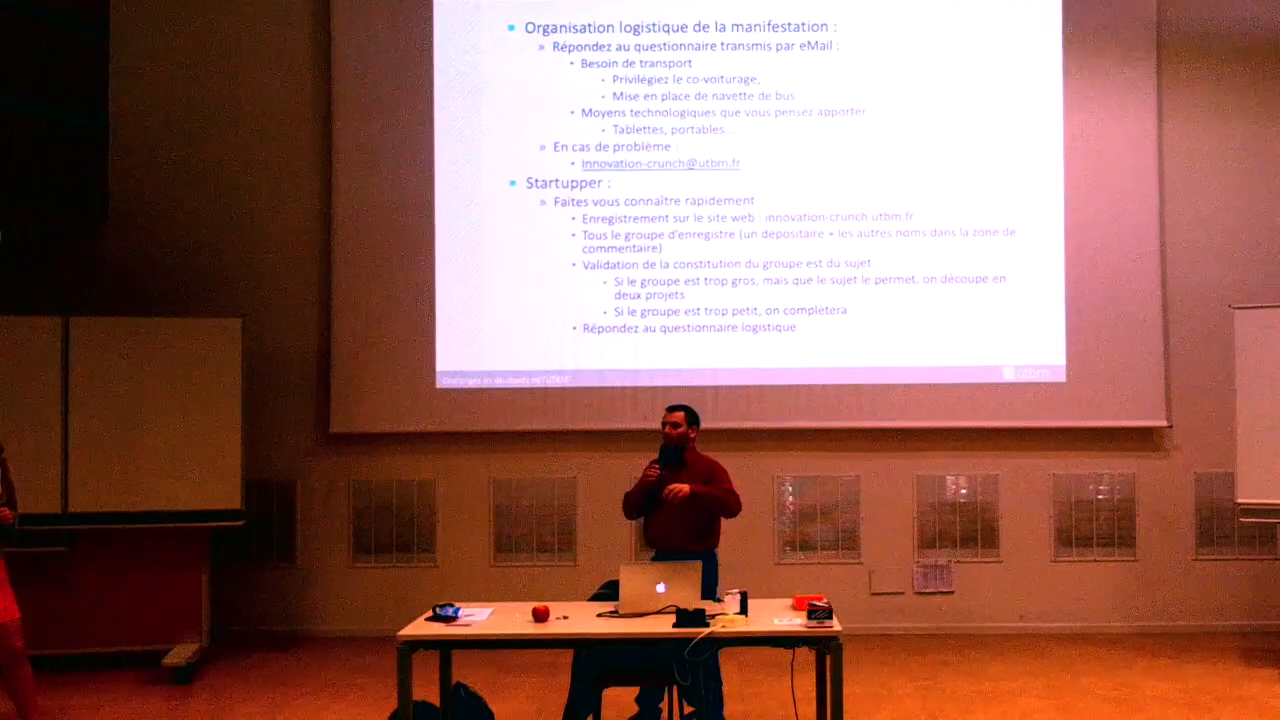 Organisation logistique de la manifestation :
Répondez au questionnaire transmis par eMail :
Besoin de transport
Privilégiez le co-voiturage,
Mise en place de navette de bus
Moyens technologiques que vous pensez apporter
Tablettes, portables...
En cas de problème :
Innovation-crunch@utbm.fr
Startupper :
Faites vous connaître rapidement
Enregistrement sur le site web : innovation-crunch.utbm.fr
Tous le groupe d'enregistre (un dépositaire + les autres noms dans la zone de
commentaire)
Validation de la constitution du groupe est du sujet
Si le groupe est trop gros, mais que le sujet le permet, on découpe en
deux projets
Si le groupe est trop petit, on complètera
Répondez au questionnaire logistique
utbm